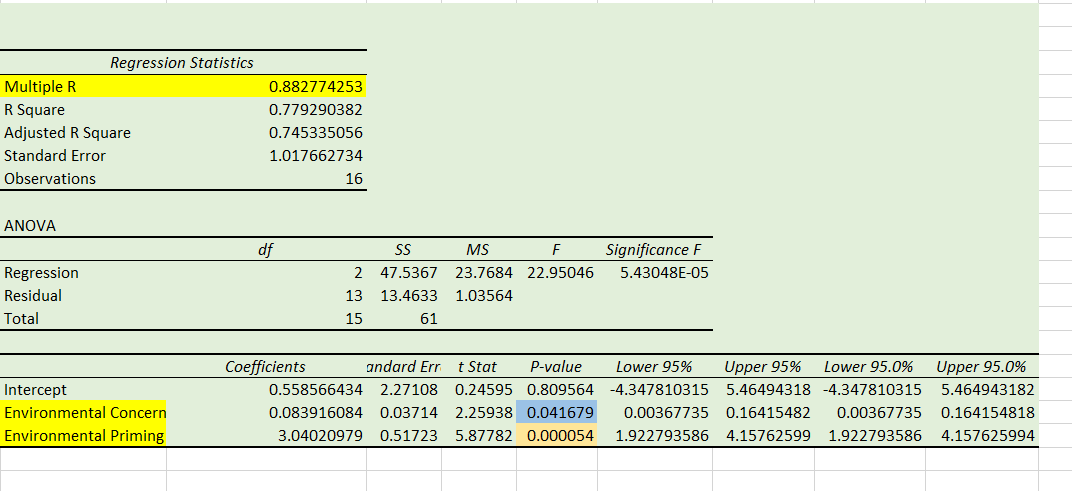 Regression Statistics
Multiple R 0.882774253
R Square 0.779290382
Adjusted R Square 0.745335056
Standard Error 1.017662734
Observations 16
ANOVA
df SS MS F Significance F
Regression 2 47.5367 23.7684 22.95046 5.43048E-05
Residual 13 13.4633 1.03564
Total 15 61
Coefficients andard Err t Stat P-value Lower 95% Upper 95% Lower 95.0% Upper 95.0%
Intercept 0.558566434 2.27108 0.24595 0.809564 -4.347810315 5.46494318 -4.347810315 5.464943182
Environmental Concern 0.083916084 0.03714 2.25938 0.041679 0.00367735 0.16415482 0.00367735 0.164154818
Environmental Priming 3.04020979 0.51723 5.87782 0.000054 1.922793586 4.15762599 1.922793586 4.157625994